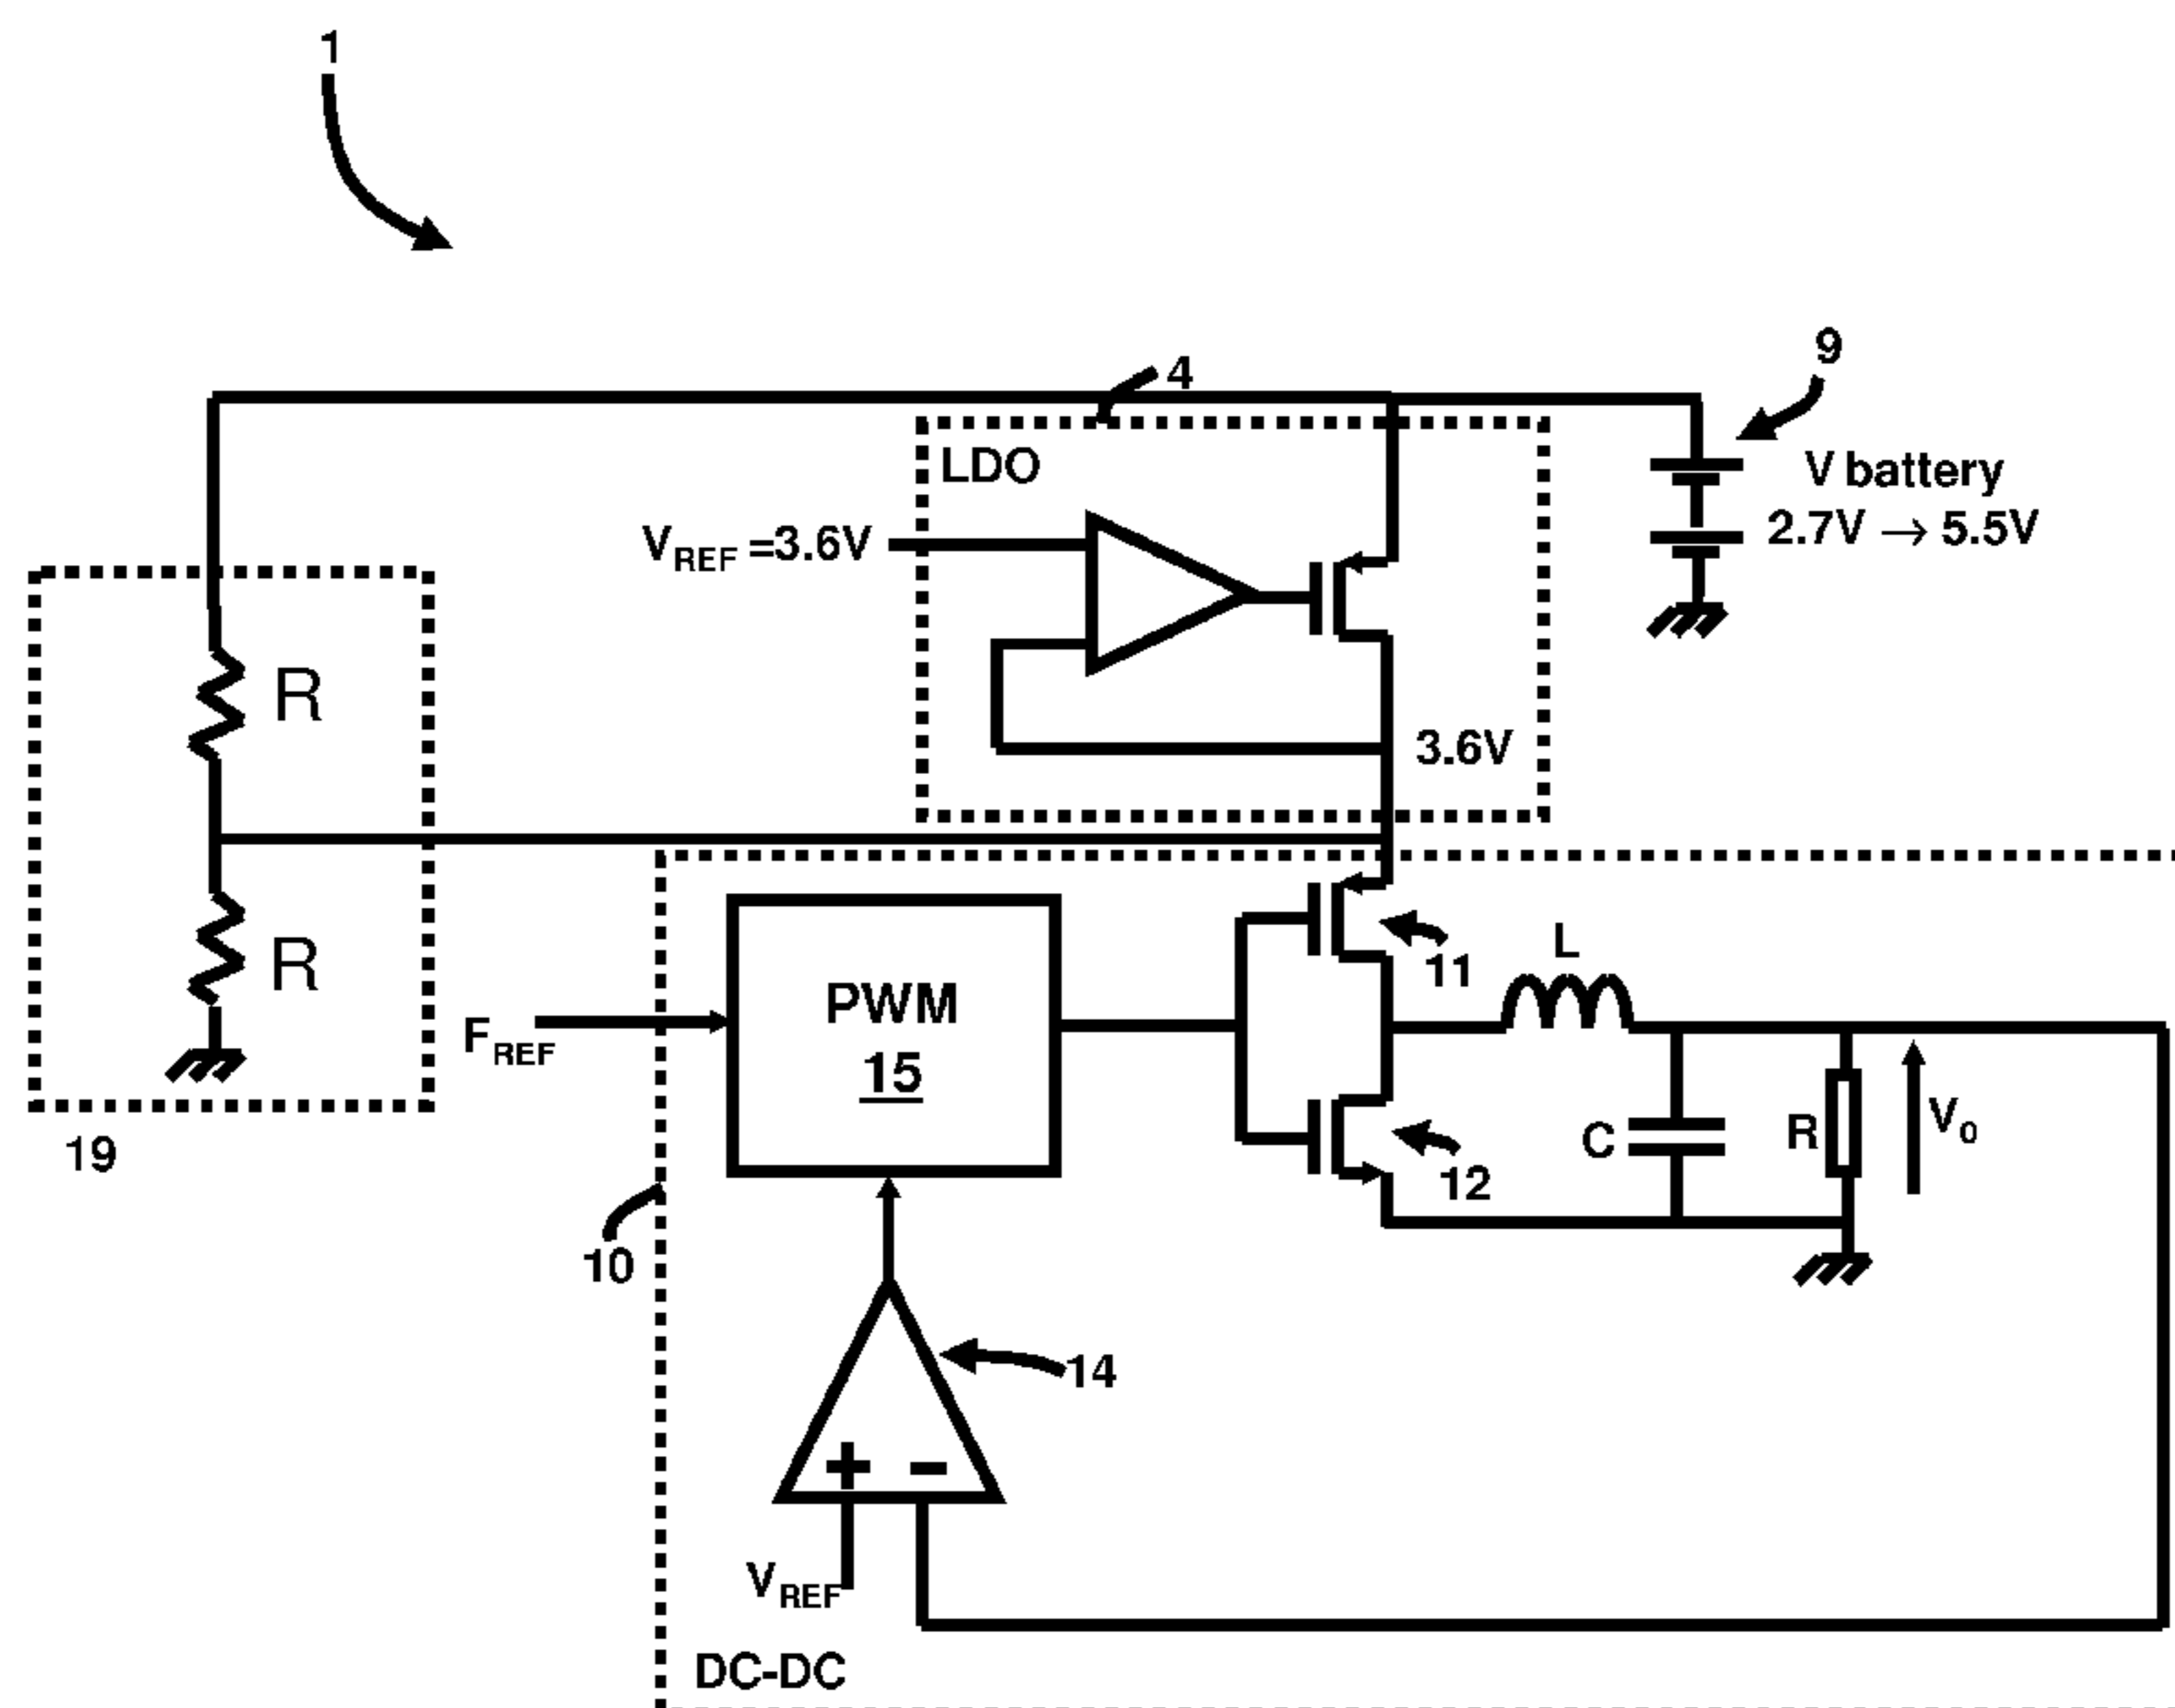 1
4
9
LDO
V battery
2.7V → 5.5V
VREF =3.6V
R
3.6V
R
L
11
PWM
15
FREF
C
R
V0
12
19
10
14
+ -
VREF
DC-DC